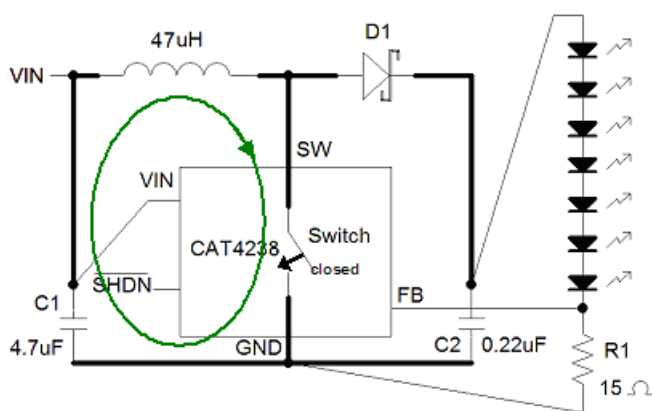 47uH
D1
VIN
SW
VIN
CAT4238
Switch
closed
SHDN
FB
C1
4.7uF
GND
C2
0.22uF
R1
15 Ω